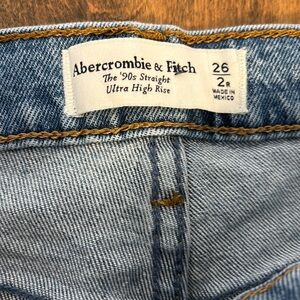 Abercrombie & Fitch
The '90s Straight
Ultra High Rise
26
2R
MADE IN
MEXICO